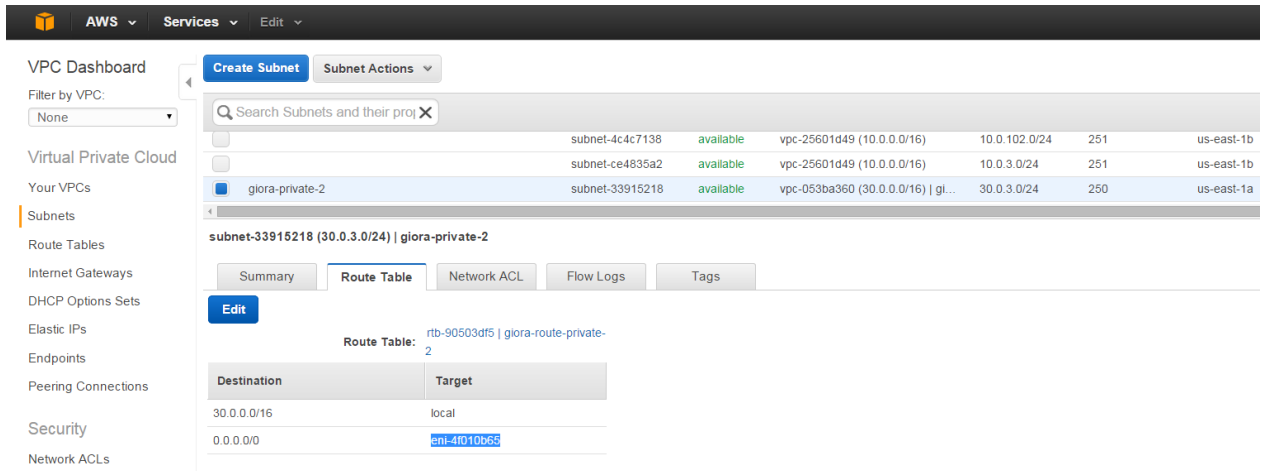 AWS Services Edit
VPC Dashboard
Filter by VPC:
None
Virtual Private Cloud
Your VPCs
Subnets
Route Tables
Internet Gateways
DHCP Options Sets
Elastic IPs
Endpoints
Peering Connections
Security
Network ACLs
Create Subnet Subnet Actions
Search Subnets and their prop
subnet-4c4c7138 available vpc-25601d49 (10.0.0.0/16) 10.0.102.0/24 251 us-east-1b
subnet-ce4835a2 available vpc-25601d49 (10.0.0.0/16) 10.0.3.0/24 251 us-east-1b
giora-private-2 subnet-33915218 available vpc-053ba360 (30.0.0.0/16) | gi... 30.0.3.0/24 250 us-east-1a
subnet-33915218 (30.0.3.0/24) | giora-private-2
Summary Route Table Network ACL Flow Logs Tags
Edit
Route Table: rtb-90503df5 | giora-route-private-
2
Destination Target
30.0.0.0/16 local
0.0.0.0/0 eni-4f010b65